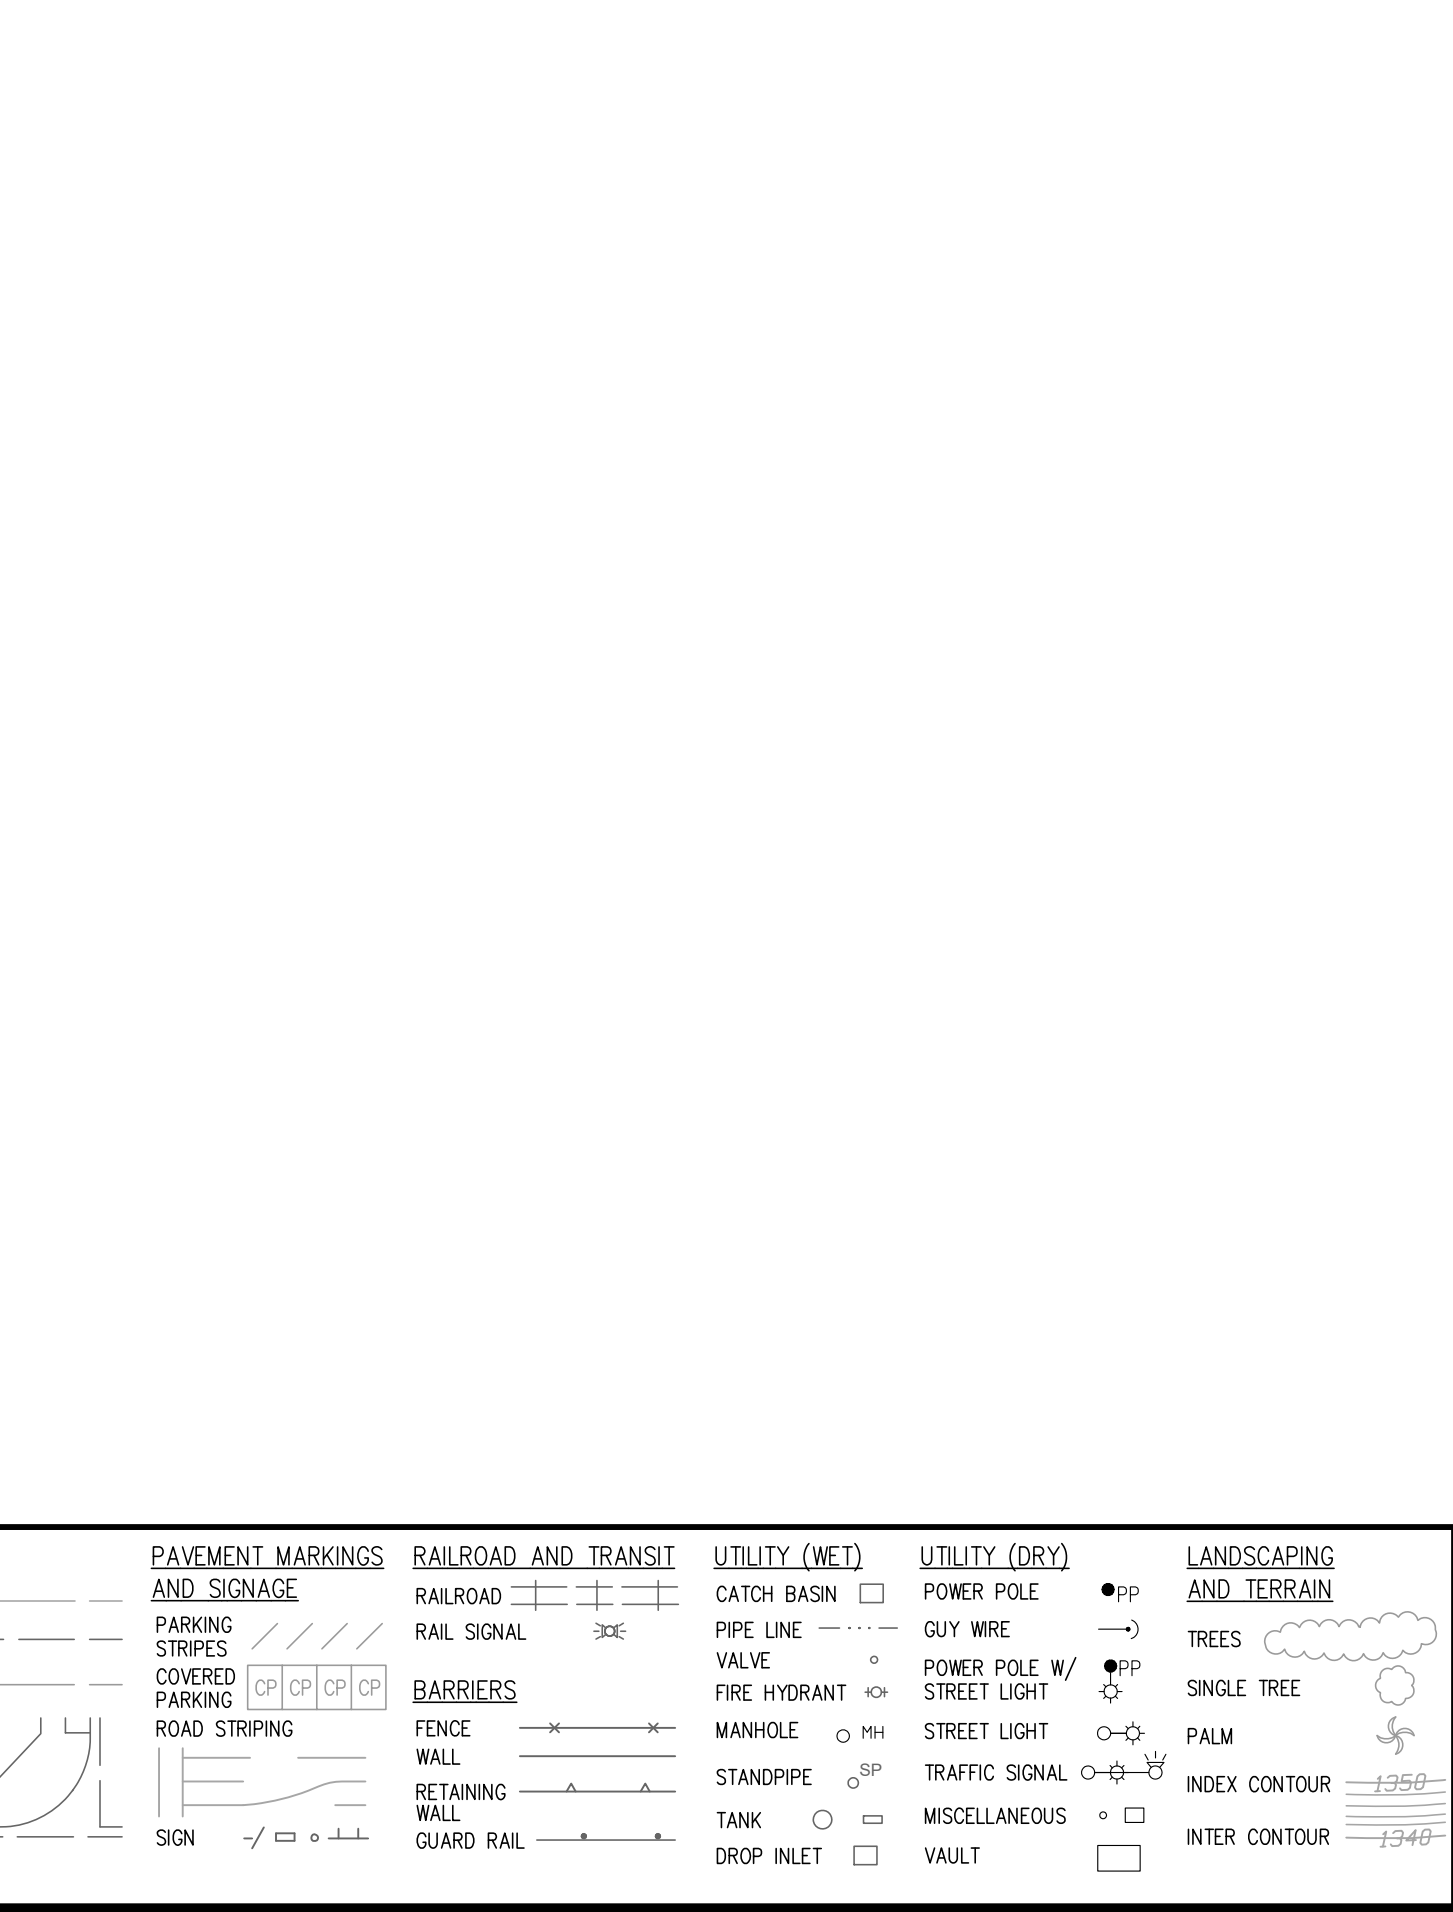 PAVEMENT MARKINGS
AND SIGNAGE
PARKING
STRIPES
COVERED
PARKING
CP CP CP CP
ROAD STRIPING
SIGN
RAILROAD AND TRANSIT
RAILROAD
RAIL SIGNAL
BARRIERS
FENCE
WALL
RETAINING
WALL
GUARD RAIL
UTILITY (WET)
CATCH BASIN
PIPE LINE
VALVE
FIRE HYDRANT
MANHOLE MH
STANDPIPE SP
TANK
DROP INLET
UTILITY (DRY)
POWER POLE PP
GUY WIRE
POWER POLE W/ PP
STREET LIGHT
STREET LIGHT
TRAFFIC SIGNAL
MISCELLANEOUS
VAULT
LANDSCAPING
AND TERRAIN
TREES
SINGLE TREE
PALM
INDEX CONTOUR 1350
INTER CONTOUR 1340